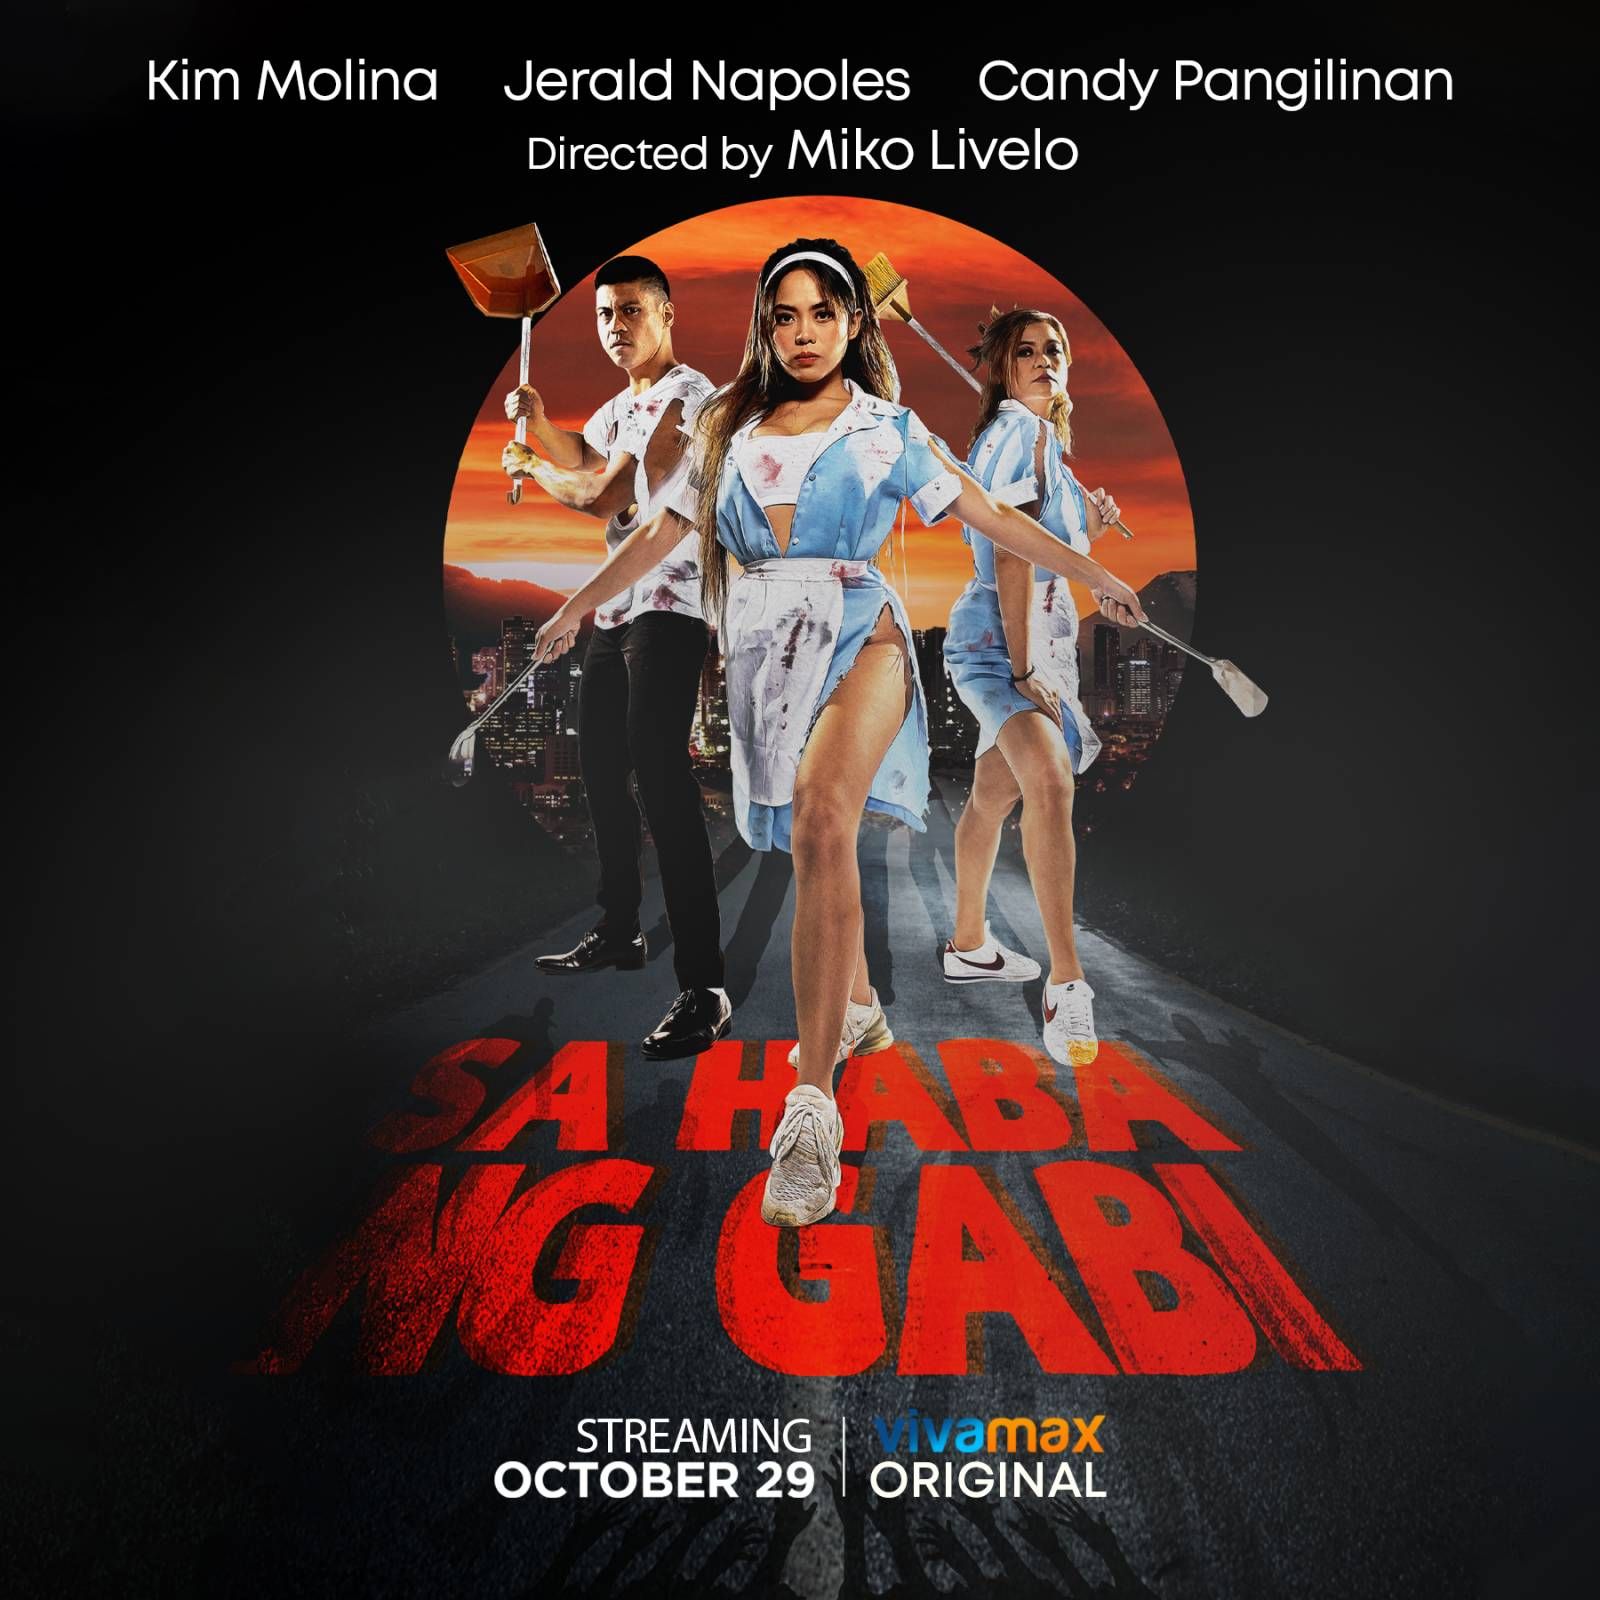 Kim Molina Jerald Napoles Candy Pangilinan
Directed by Miko Livelo
SA HABA
NG GABI
STREAMING
OCTOBER 29
vivamax
ORIGINAL